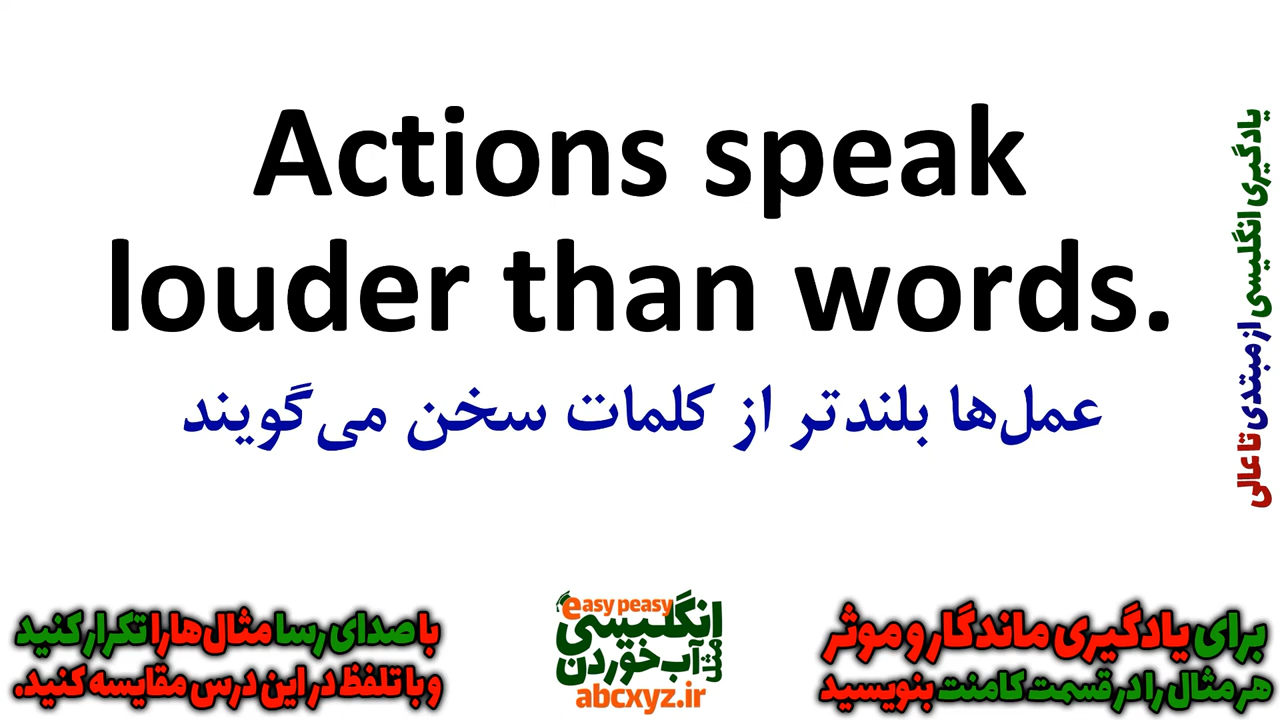 Actions speak
louder than words.
عمل‌ها بلندتر از کلمات سخن می‌گویند
یادگیری انگلیسی از مبتدی تا عالی
برای یادگیری ماندگار و موثر
هر مثال را در قسمت کامنت بنویسید
easy peasy
انگلیسی
مثل آب خوردن
abcxyz.ir
با صدای رسا مثال‌ها را تکرار کنید
و با تلفظ در این درس مقایسه کنید.